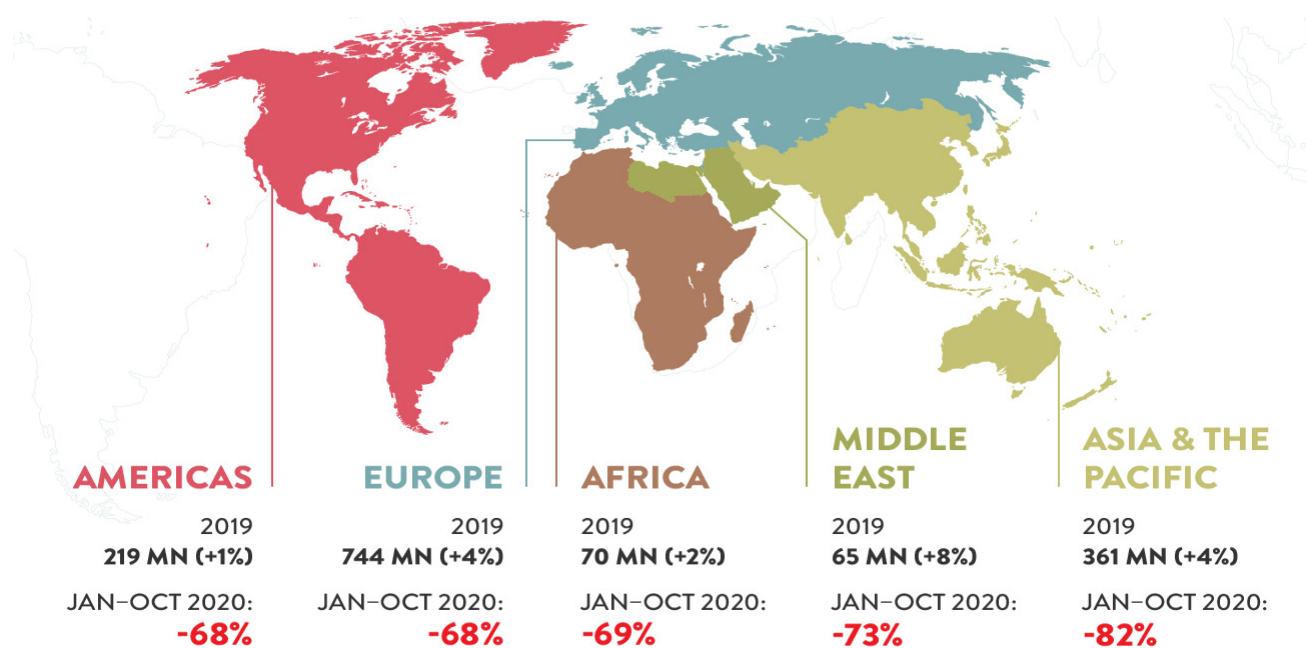 AMERICAS
2019
219 MN (+1%)
JAN–OCT 2020:
-68%
EUROPE
2019
744 MN (+4%)
JAN–OCT 2020:
-68%
AFRICA
2019
70 MN (+2%)
JAN–OCT 2020:
-69%
MIDDLE
EAST
2019
65 MN (+8%)
JAN–OCT 2020:
-73%
ASIA & THE
PACIFIC
2019
361 MN (+4%)
JAN–OCT 2020:
-82%